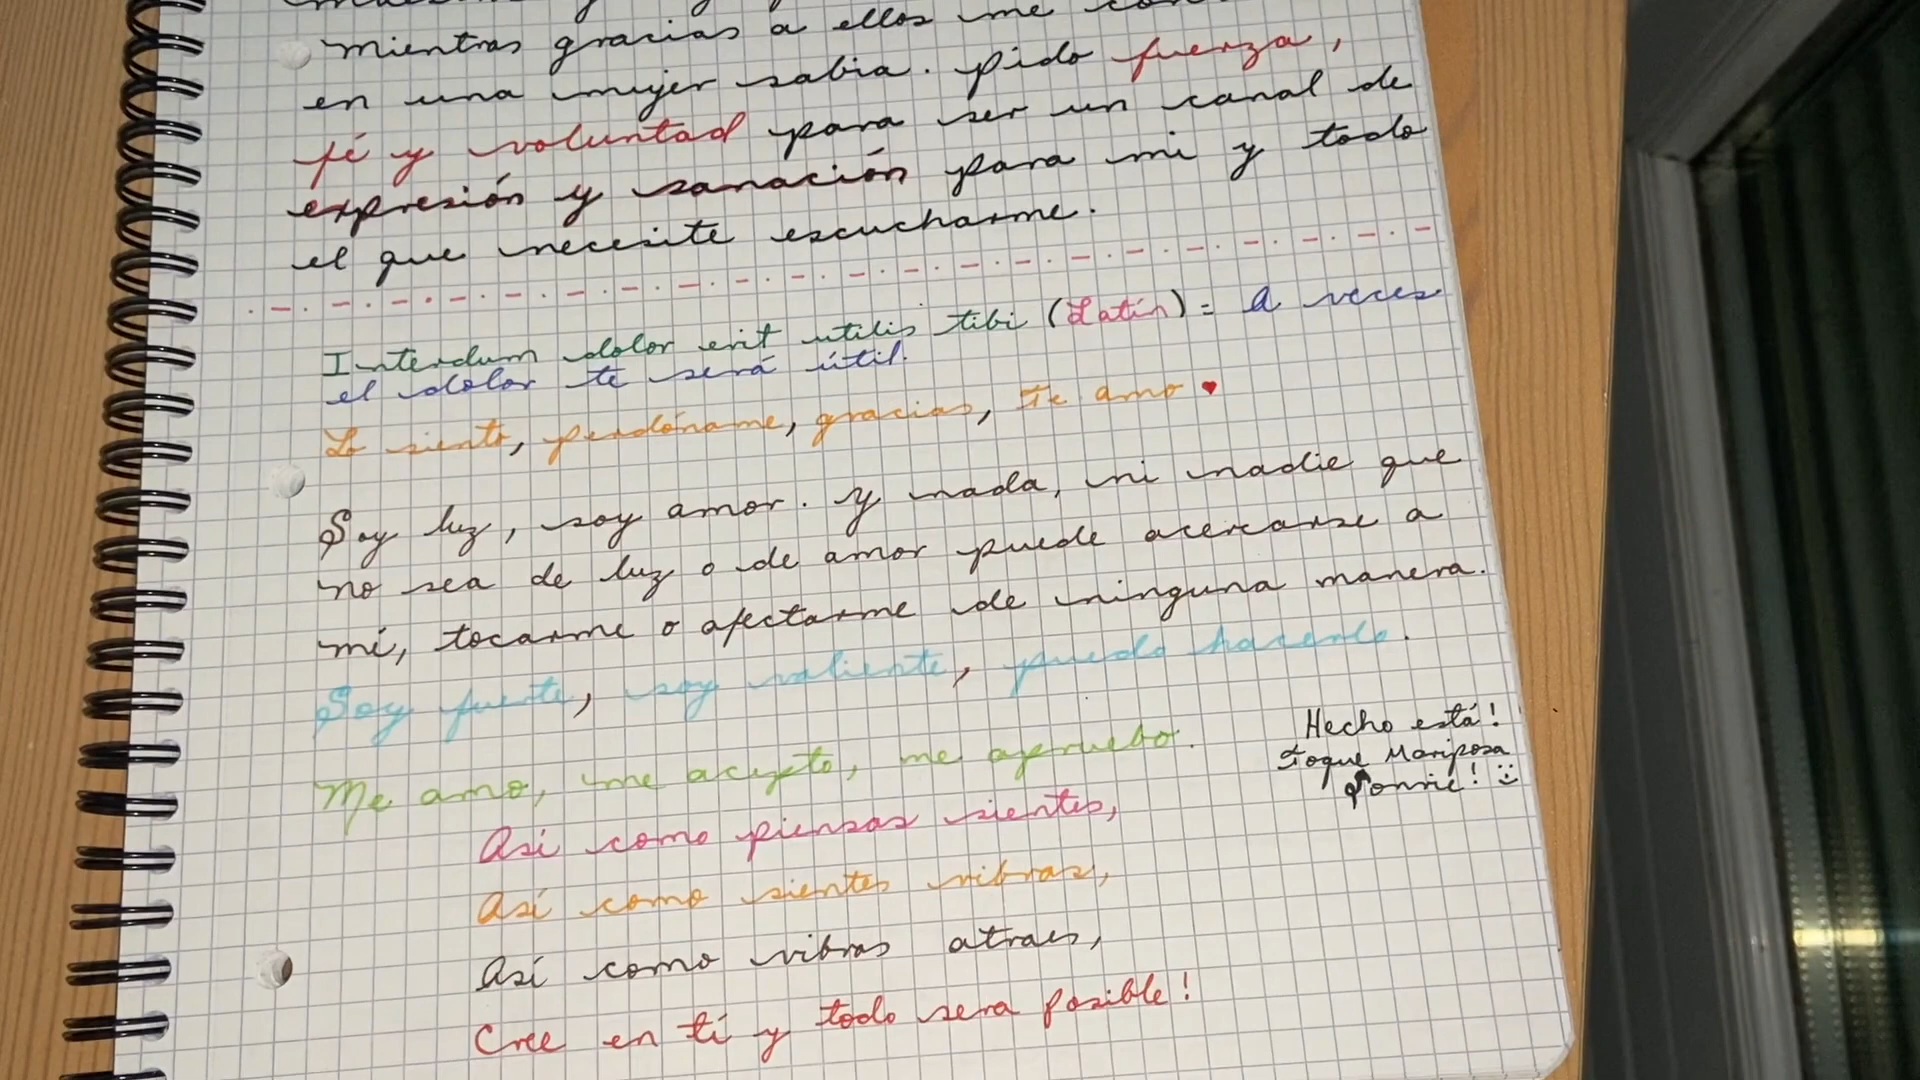 mientras gracias a ellos me
en una mujer sabia. pido fuerza,
fé y voluntad para ser un canal de
expresión y sanación para mi y todo
el que necesite escucharme.
Interdum dolor erit utilis tibi (Latín) = A veces
el dolor te será útil.
Lo siento, perdóname, gracias, te amo ♥
Soy luz, soy amor. y nada, ni nadie que
no sea de luz o de amor puede acercarse a
mí, tocarme o afectarme de ninguna manera.
Soy fuerte, soy valiente, puedo hacerlo.
Me amo, me acepto, me apruebo.
Hecho está!
Toque Mariposa
Sonríe! :)
Así como piensas sientes,
Así como sientes vibras,
Así como vibras atraes,
Cree en tí y todo sera posible!